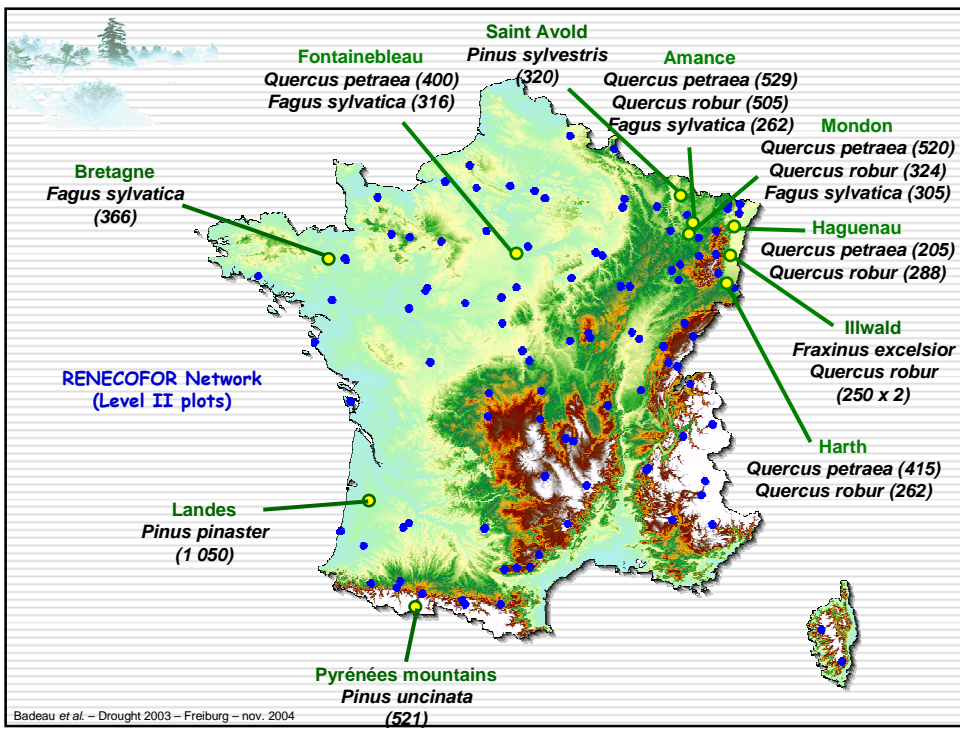 Saint Avold
Pinus sylvestris
(320)
Fontainebleau
Quercus petraea (400)
Fagus sylvatica (316)
Amance
Quercus petraea (529)
Quercus robur (505)
Fagus sylvatica (262)
Mondon
Quercus petraea (520)
Quercus robur (324)
Fagus sylvatica (305)
Bretagne
Fagus sylvatica
(366)
Haguenau
Quercus petraea (205)
Quercus robur (288)
Illwald
Fraxinus excelsior
Quercus robur
(250 x 2)
RENECOFOR Network
(Level II plots)
Harth
Quercus petraea (415)
Quercus robur (262)
Landes
Pinus pinaster
(1 050)
Pyrénées mountains
Pinus uncinata
(521)
Badeau et al. – Drought 2003 – Freiburg – nov. 2004